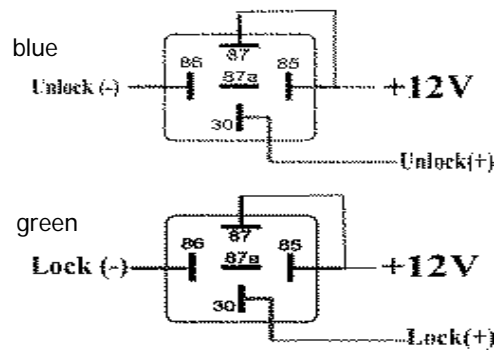 blue
87
86 87a 85
Unlock (-) +12V
30
Unlock(+)
green
87
86 87a 85
Lock (-) +12V
30
Lock(+)